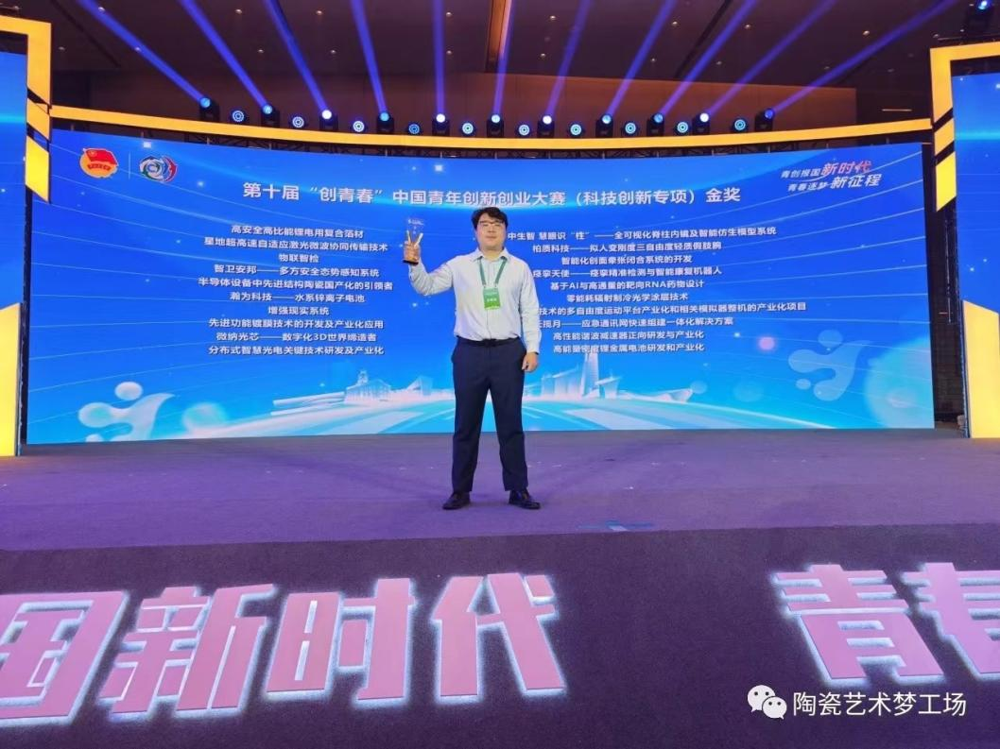 青创报国新时代
青春逐梦 新征程
第十届“创青春”中国青年创新创业大赛（科技创新专项）金奖
高安全高比能锂电用复合箔材
星地超高速自适应激光微波协同传输技术
物联智检
智卫安邦——多方安全态势感知系统
半导体设备中先进结构陶瓷国产化的引领者
瀚为科技——水系锌离子电池
增强现实系统
先进功能镀膜技术的开发及产业化应用
微纳光芯——数字化3D世界缔造者
分布式智慧光电关键技术研发及产业化
中生智 慧眼识“柱”——全可视化脊柱内镜及智能仿生模型系统
柏质科技——拟人变刚度三自由度轻质假肢腕
智能化创面牵张闭合系统的开发
痉挛天使——痉挛精准检测与智能康复机器人
基于AI与高通量的靶向RNA药物设计
零能耗辐射制冷光学涂层技术
技术的多自由度运动平台产业化和相关模拟器整机的产业化项目
揽月——应急通讯网快速组建一体化解决方案
高性能谐波减速器正向研发与产业化
高能量密度锂金属电池研发和产业化
国新时代 青春
陶瓷艺术梦工场